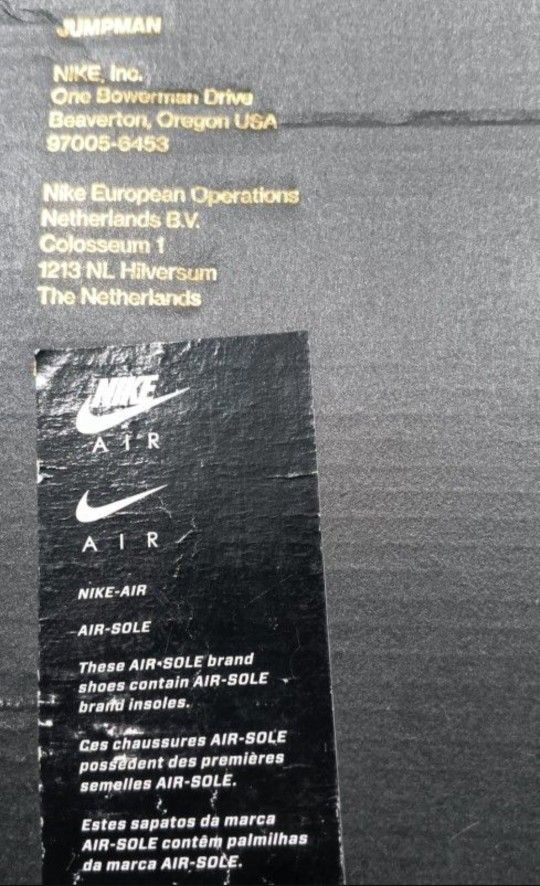 JUMPMAN
NIKE, Inc.
One Bowerman Drive
Beaverton, Oregon USA
97005-6453
Nike European Operations
Netherlands B.V.
Colosseum 1
1213 NL Hilversum
The Netherlands
NIKE
AIR
AIR
NIKE-AIR
AIR-SOLE
These AIR-SOLE brand
shoes contain AIR-SOLE
brand insoles.
Ces chaussures AIR-SOLE
possèdent des premières
semelles AIR-SOLE.
Estes sapatos da marca
AIR-SOLE contêm palmilhas
da marca AIR-SOLE.